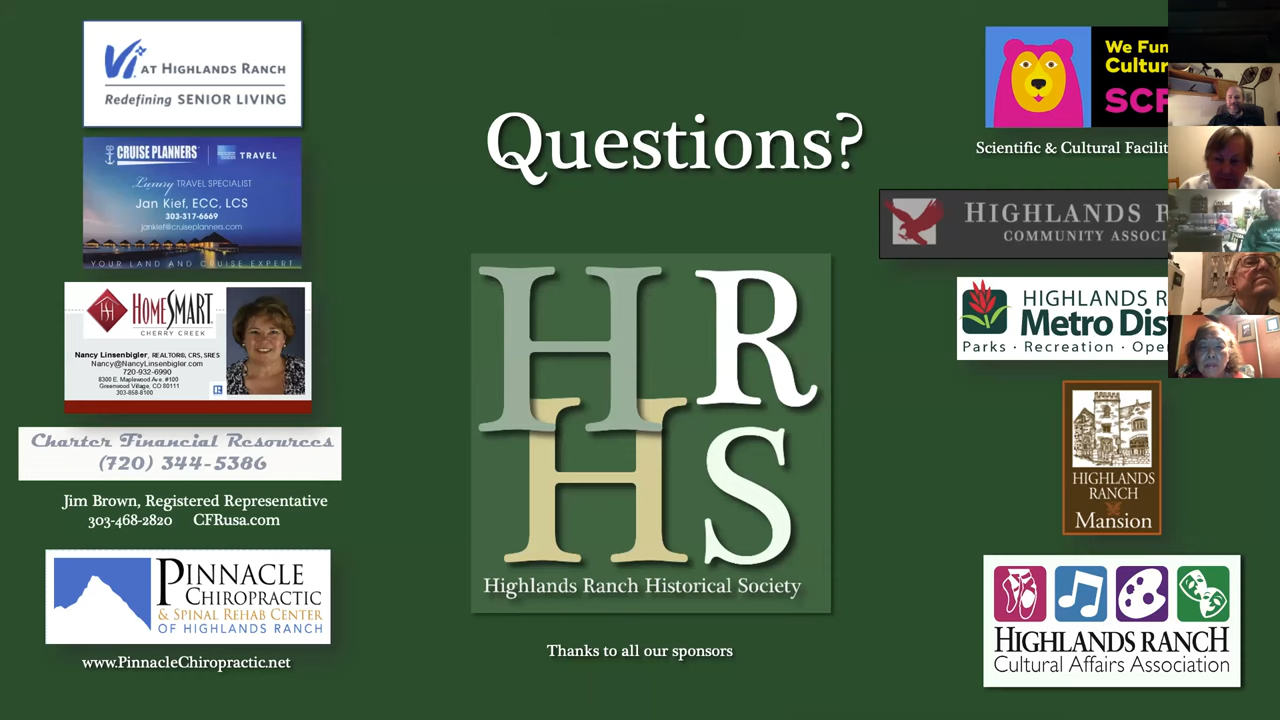 Vi AT HIGHLANDS RANCH
Redefining SENIOR LIVING
CRUISE PLANNERS
TRAVEL
Luxury TRAVEL SPECIALIST
Jan Kief, ECC, LCS
303-317-6669
jankief@cruiseplanners.com
YOUR LAND AND CRUISE EXPERT
HOMESMART
CHERRY CREEK
Nancy Linsenbigler, REALTOR®, CRS, SRES
Nancy@NancyLinsenbigler.com
720-932-6990
8300 E. Maplewood Ave. #100
Greenwood Village, CO 80111
303-858-8100
Charter Financial Resources
(720) 344-5386
Jim Brown, Registered Representative
303-468-2820 CFRusa.com
PINNACLE
CHIROPRACTIC
& SPINAL REHAB CENTER
OF HIGHLANDS RANCH
www.PinnacleChiropractic.net
Questions?
H R
H S
Highlands Ranch Historical Society
Thanks to all our sponsors
We Fun
Cultur
SCF
Scientific & Cultural Facilit
HIGHLANDS R
COMMUNITY ASSOCI
HIGHLANDS R
Metro Dis
Parks · Recreation · Ope
HIGHLANDS
RANCH
Mansion
HIGHLANDS RANCH
Cultural Affairs Association